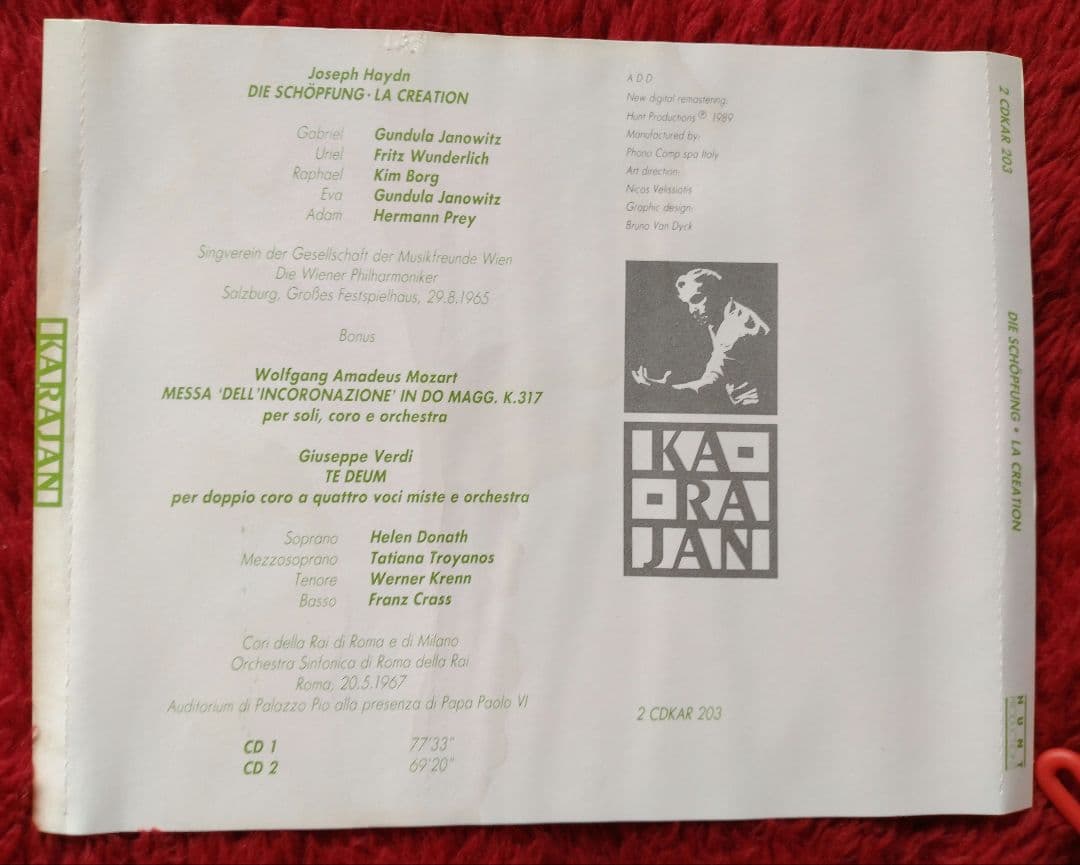 Joseph Haydn
DIE SCHÖPFUNG · LA CREATION
Gabriel Gundula Janowitz
Uriel Fritz Wunderlich
Raphael Kim Borg
Eva Gundula Janowitz
Adam Hermann Prey
Singverein der Gesellschaft der Musikfreunde Wien
Die Wiener Philharmoniker
Salzburg, Großes Festspielhaus, 29.8.1965
Bonus
Wolfgang Amadeus Mozart
MESSA 'DELL'INCORONAZIONE' IN DO MAGG. K.317
per soli, coro e orchestra
Giuseppe Verdi
TE DEUM
per doppio coro a quattro voci miste e orchestra
Soprano Helen Donath
Mezzosoprano Tatiana Troyanos
Tenore Werner Krenn
Basso Franz Crass
Cori della Rai di Roma e di Milano
Orchestra Sinfonica di Roma della Rai
Roma, 20.5.1967
Auditorium di Palazzo Pio alla presenza di Papa Paolo VI
CD 1 77'33"
CD 2 69'20"
A D D
New digital remastering:
Hunt Productions ℗ 1989
Manufactured by:
Phono Comp spa Italy
Art direction:
Nicos Velissiotis
Graphic design:
Bruno Van Dyck
KA-
RA
JAN
2 CDKAR 203
KARAJAN
2 CDKAR 203
DIE SCHÖPFUNG • LA CREATION
HUNT